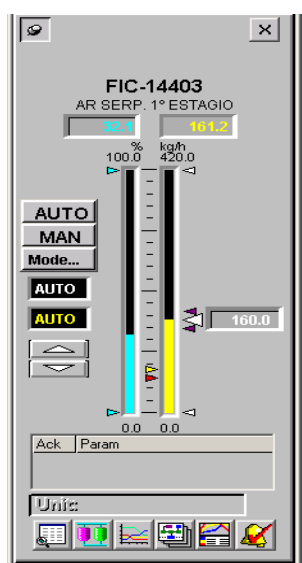 FIC-14403
AR SERP. 1º ESTAGIO
32.1 161.2
% kg/h
100.0 420.0
AUTO
MAN
Mode...
AUTO
AUTO
160.0
0.0 0.0
Ack Param
Unit: